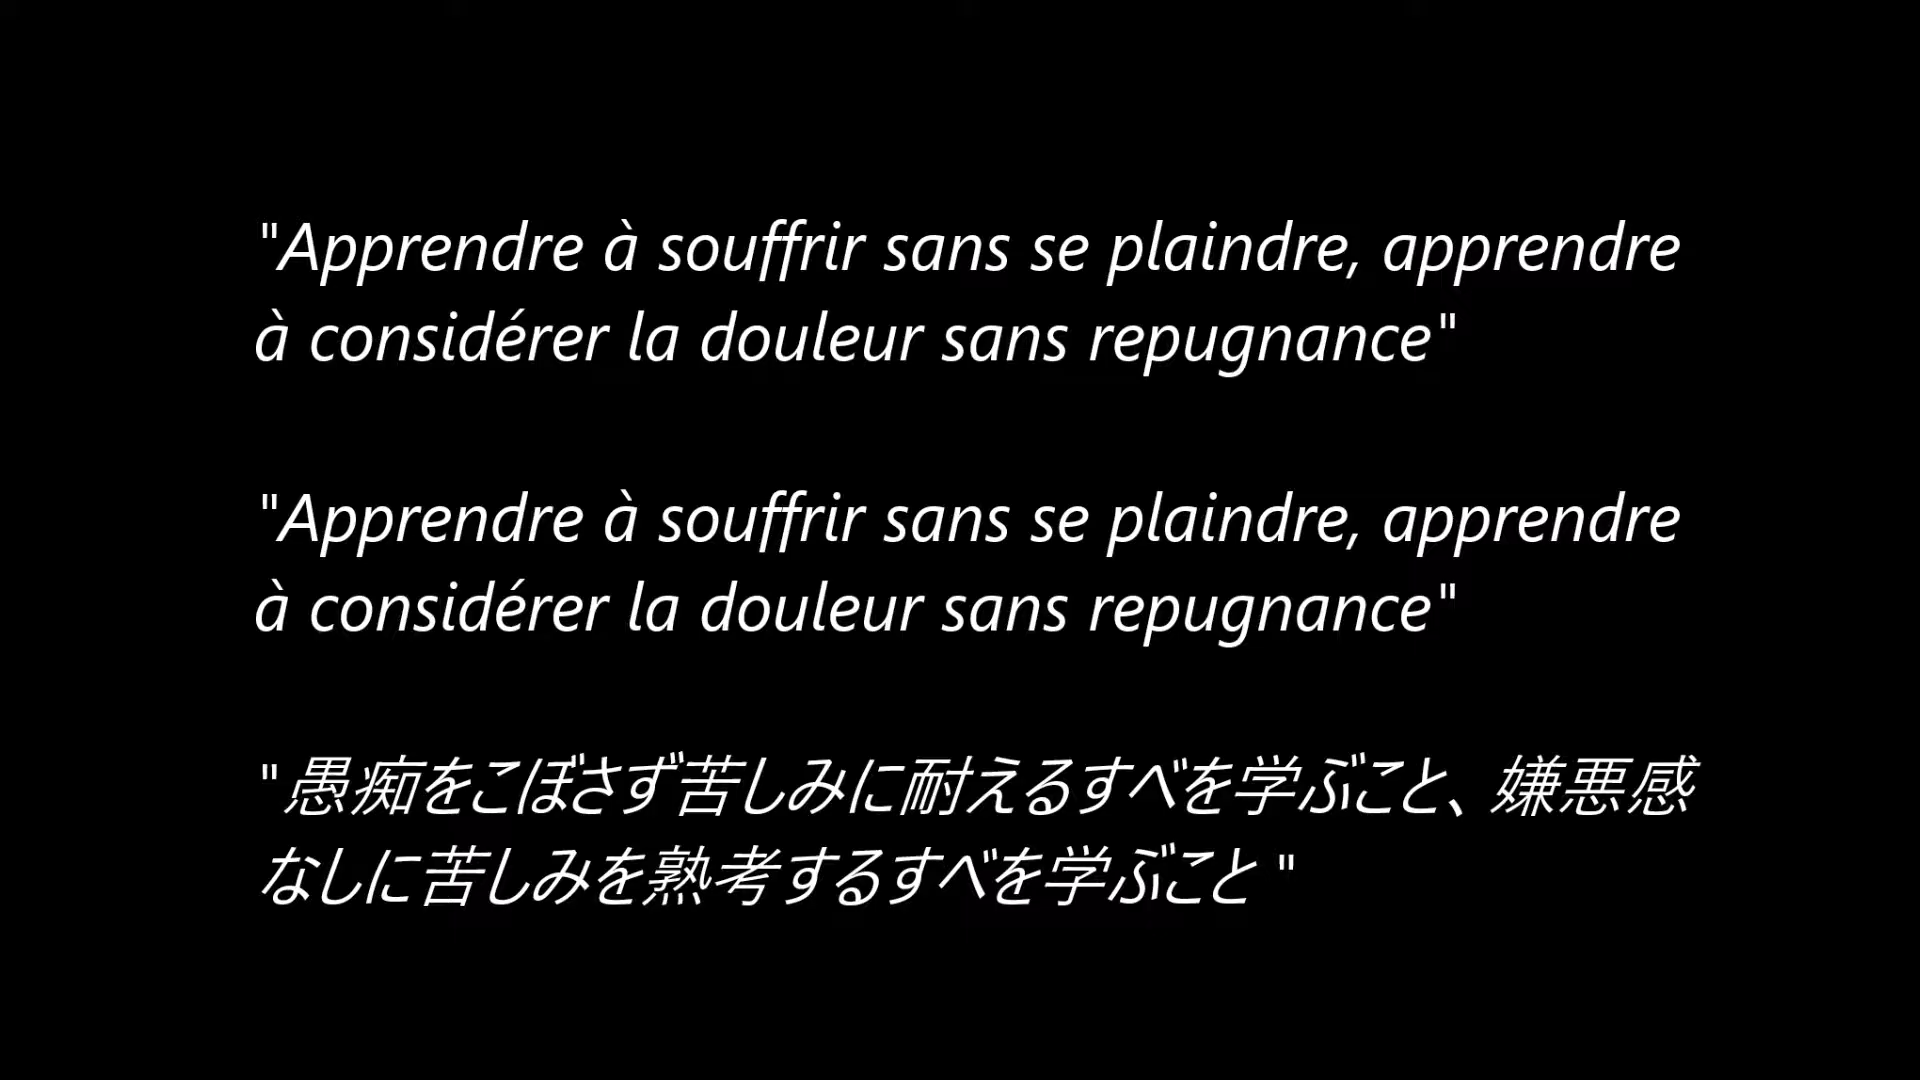 "Apprendre à souffrir sans se plaindre, apprendre
à considérer la douleur sans repugnance"
"Apprendre à souffrir sans se plaindre, apprendre
à considérer la douleur sans repugnance"
"愚痴をこぼさず苦しみに耐えるすべを学ぶこと、嫌悪感
なしに苦しみを熟考するすべを学ぶこと "